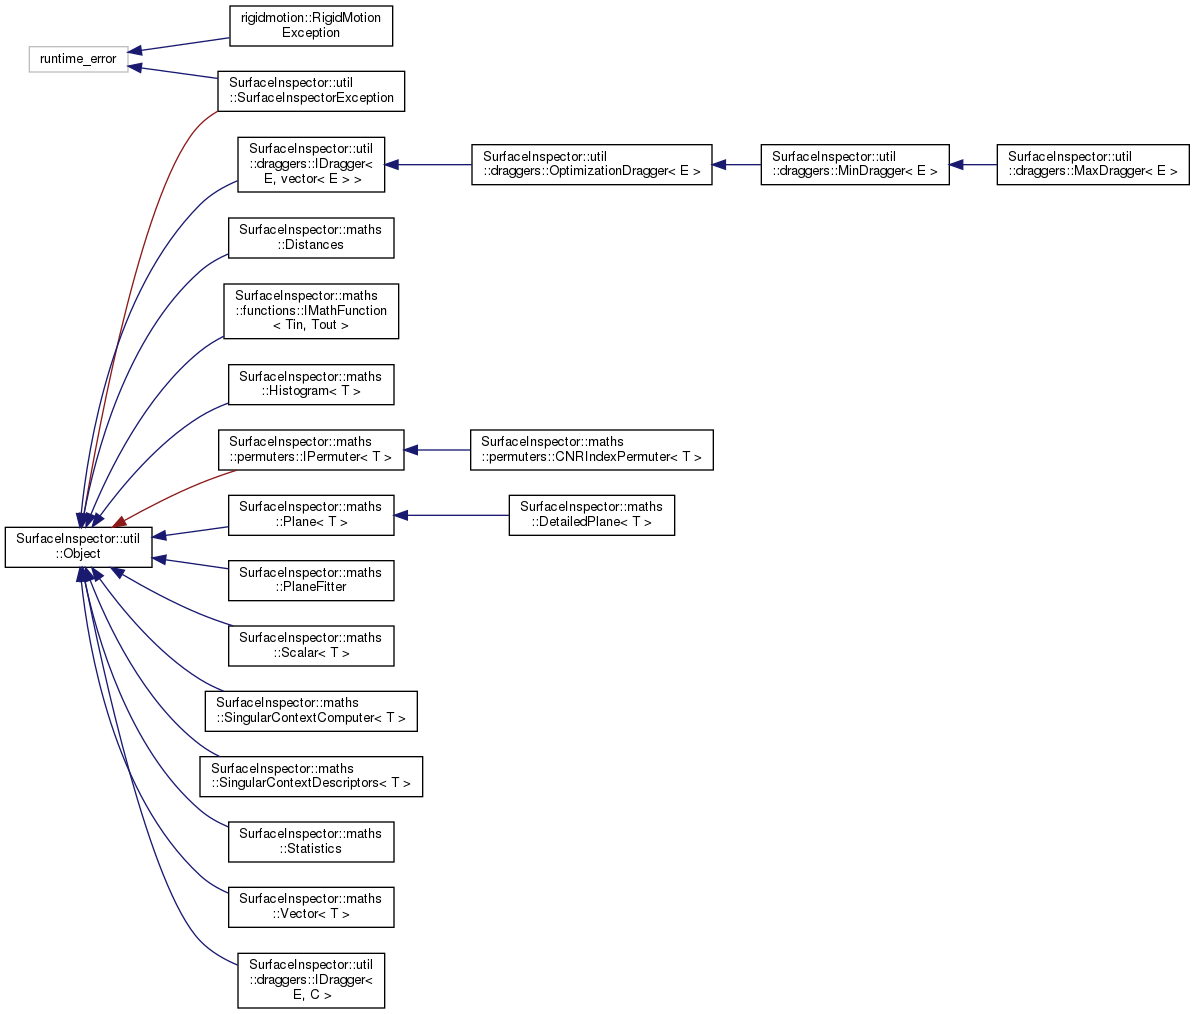 rigidmotion::RigidMotion
Exception
runtime_error
SurfaceInspector::util
::SurfaceInspectorException
SurfaceInspector::util
::draggers::IDragger<
E, vector< E > >
SurfaceInspector::util
::draggers::OptimizationDragger< E >
SurfaceInspector::util
::draggers::MinDragger< E >
SurfaceInspector::util
::draggers::MaxDragger< E >
SurfaceInspector::maths
::Distances
SurfaceInspector::maths
::functions::IMathFunction
< Tin, Tout >
SurfaceInspector::maths
::Histogram< T >
SurfaceInspector::maths
::permuters::IPermuter< T >
SurfaceInspector::maths
::permuters::CNRIndexPermuter< T >
SurfaceInspector::maths
::Plane< T >
SurfaceInspector::maths
::DetailedPlane< T >
SurfaceInspector::util
::Object
SurfaceInspector::maths
::PlaneFitter
SurfaceInspector::maths
::Scalar< T >
SurfaceInspector::maths
::SingularContextComputer< T >
SurfaceInspector::maths
::SingularContextDescriptors< T >
SurfaceInspector::maths
::Statistics
SurfaceInspector::maths
::Vector< T >
SurfaceInspector::util
::draggers::IDragger<
E, C >